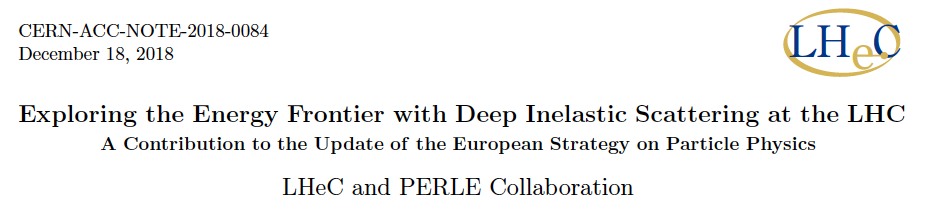 CERN-ACC-NOTE-2018-0084
December 18, 2018
LHeC
Exploring the Energy Frontier with Deep Inelastic Scattering at the LHC
A Contribution to the Update of the European Strategy on Particle Physics
LHeC and PERLE Collaboration